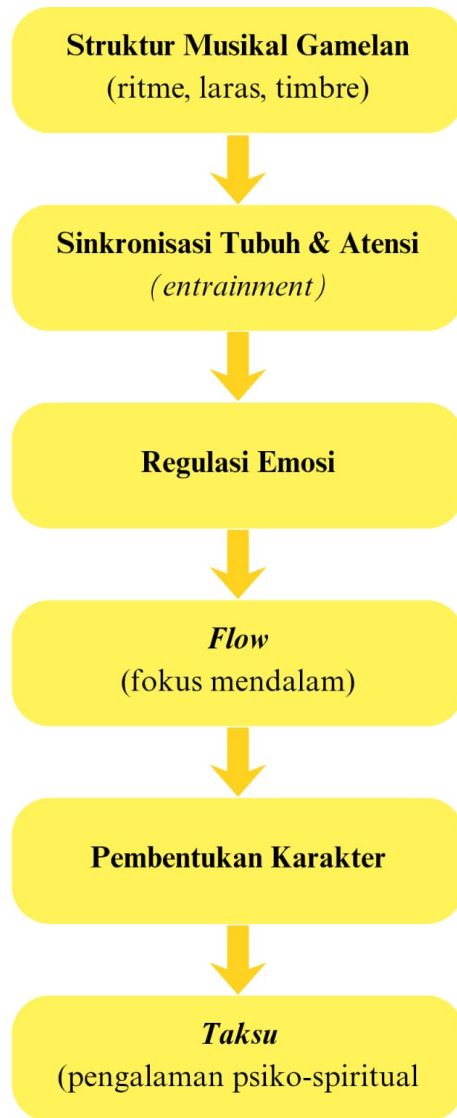 Struktur Musikal Gamelan
(ritme, laras, timbre)
Sinkronisasi Tubuh & Atensi
(entrainment)
Regulasi Emosi
Flow
(fokus mendalam)
Pembentukan Karakter
Taksu
(pengalaman psiko-spiritual